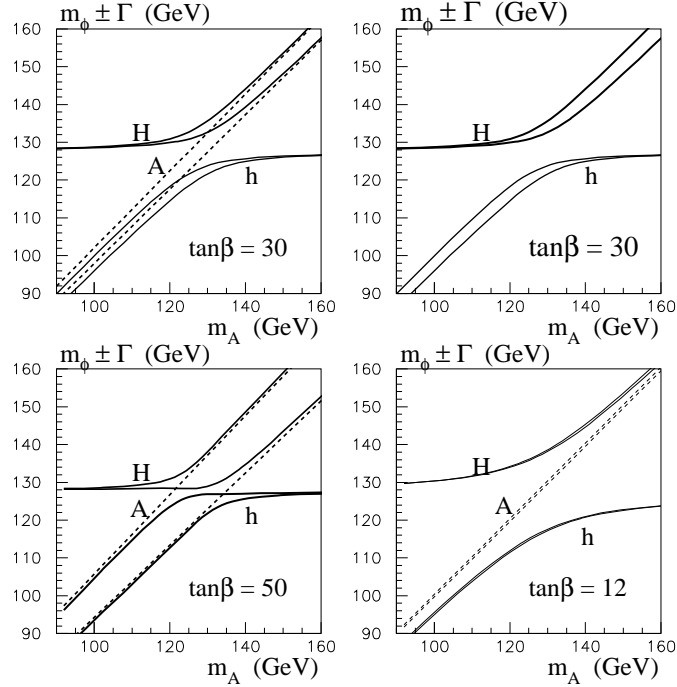 m_ϕ ± Γ (GeV)
160
150
140
130
120
110
100
90
H
A
h
tanβ = 30
100 120 140 160
m_A (GeV)
m_ϕ ± Γ (GeV)
160
150
140
130
120
110
100
90
H
h
tanβ = 30
100 120 140 160
m_A (GeV)
m_ϕ ± Γ (GeV)
160
150
140
130
120
110
100
90
H
A
h
tanβ = 50
100 120 140 160
m_A (GeV)
m_ϕ ± Γ (GeV)
160
150
140
130
120
110
100
90
H
A
h
tanβ = 12
100 120 140 160
m_A (GeV)